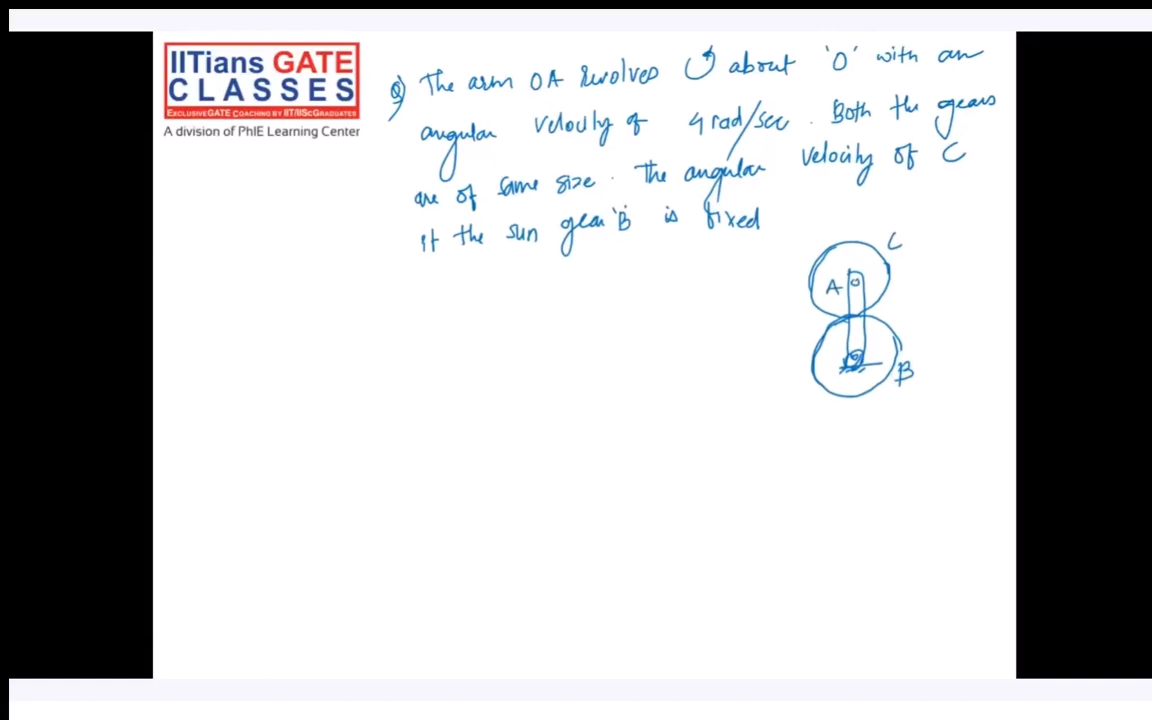 IITians GATE
CLASSES
EXCLUSIVE GATE COACHING BY IIT/IISC GRADUATES
A division of PhIE Learning Center
Q) The arm OA revolves ↺ about 'O' with an
angular velocity of 4 rad/sec. Both the gears
are of same size. The angular velocity of C
if the sun gear 'B' is fixed
C
A
B